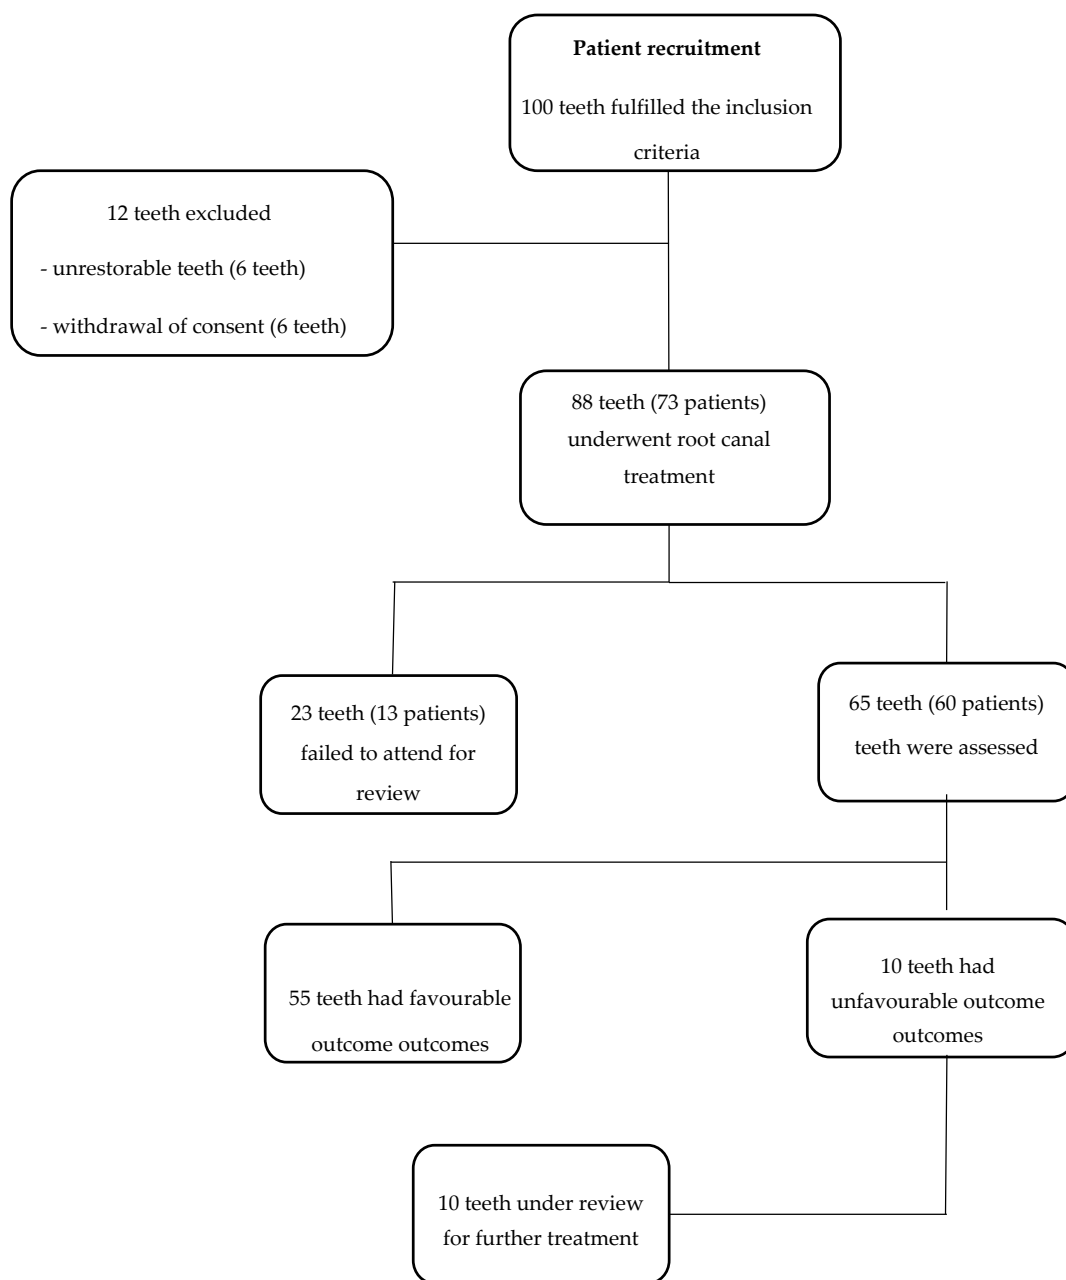 Patient recruitment
100 teeth fulfilled the inclusion
criteria
12 teeth excluded
- unrestorable teeth (6 teeth)
- withdrawal of consent (6 teeth)
88 teeth (73 patients)
underwent root canal
treatment
23 teeth (13 patients)
failed to attend for
review
65 teeth (60 patients)
teeth were assessed
55 teeth had favourable
outcome outcomes
10 teeth had
unfavourable outcome
outcomes
10 teeth under review
for further treatment